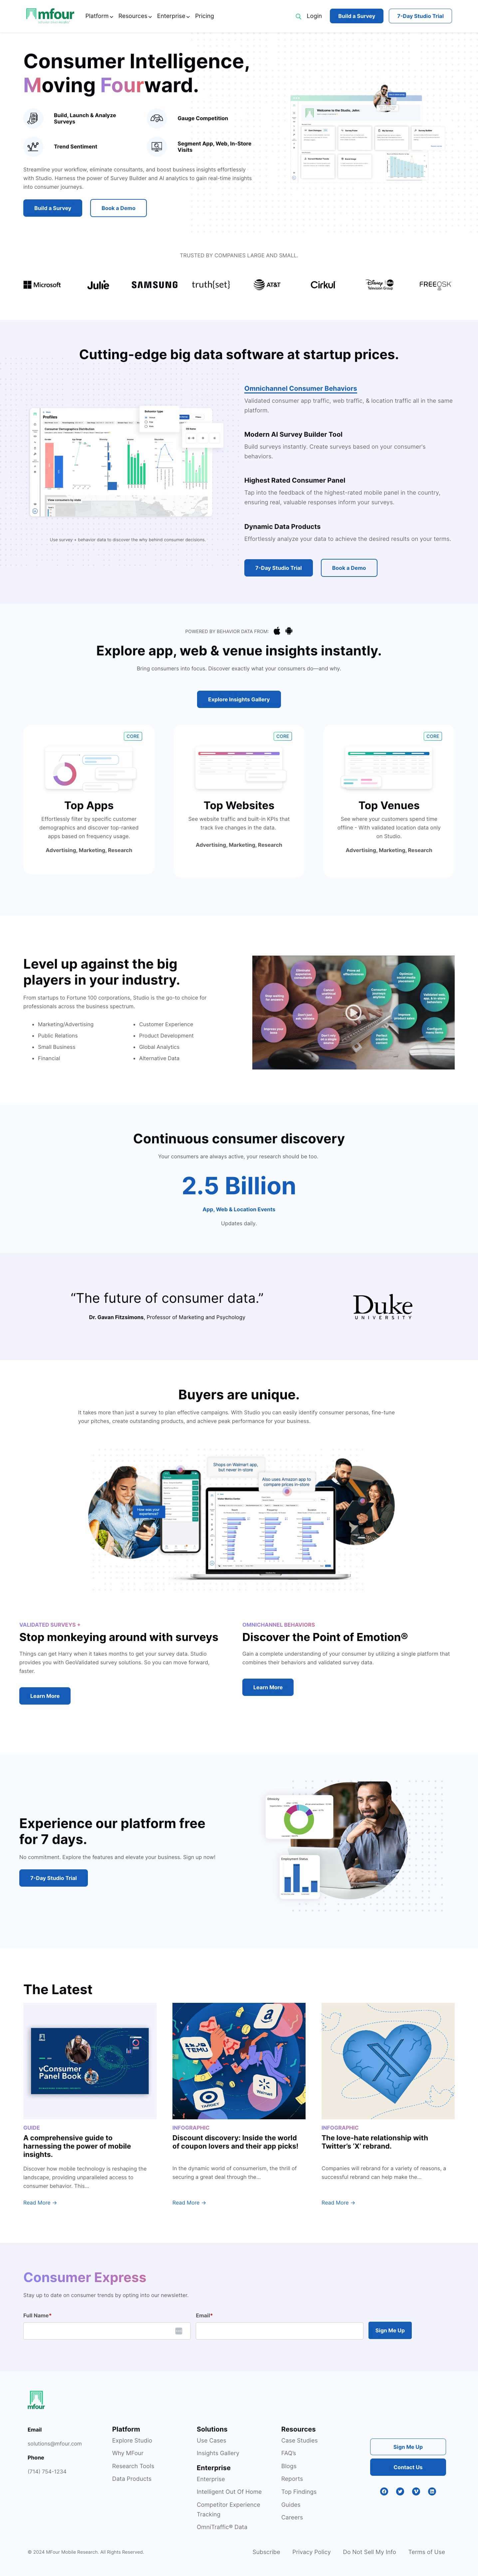 mfour
Platform
Resources
Enterprise
Pricing
Login
Build a Survey
7-Day Studio Trial
Consumer Intelligence,
Moving Fourward.
Build, Launch & Analyze
Surveys
Gauge Competition
Trend Sentiment
Segment App, Web, In-Store
Visits
Streamline your workflow, eliminate consultants, and boost business insights effortlessly
with Studio. Harness the power of Survey Builder and AI analytics to gain real-time insights
into consumer journeys.
Build a Survey
Book a Demo
Welcome to the Studio, John
TRUSTED BY COMPANIES LARGE AND SMALL.
Microsoft
Julie
SAMSUNG
truth{set}
AT&T
Cirkul
Disney
Television Group
FREEOSK
Cutting-edge big data software at startup prices.
Profiles
Use survey + behavior data to discover the why behind consumer decisions.
Omnichannel Consumer Behaviors
Validated consumer app traffic, web traffic, & location traffic all in the same
platform.
Modern AI Survey Builder Tool
Build surveys instantly. Create surveys based on your consumer's
behaviors.
Highest Rated Consumer Panel
Tap into the feedback of the highest-rated mobile panel in the country,
ensuring real, valuable responses inform your surveys.
Dynamic Data Products
Effortlessly analyze your data to achieve the desired results on your terms.
7-Day Studio Trial
Book a Demo
POWERED BY BEHAVIOR DATA FROM:
Explore app, web & venue insights instantly.
Bring consumers into focus. Discover exactly what your consumers do—and why.
Explore Insights Gallery
CORE
Top Apps
Effortlessly filter by specific customer
demographics and discover top-ranked
apps based on frequency usage.
Advertising, Marketing, Research
CORE
Top Websites
See website traffic and built-in KPIs that
track live changes in the data.
Advertising, Marketing, Research
CORE
Top Venues
See where your customers spend time
offline - With validated location data only
on Studio.
Advertising, Marketing, Research
Level up against the big
players in your industry.
From startups to Fortune 100 corporations, Studio is the go-to choice for
professionals across the business spectrum.
• Marketing/Advertising
• Public Relations
• Small Business
• Financial
• Customer Experience
• Product Development
• Global Analytics
• Alternative Data
Continuous consumer discovery
Your consumers are always active, your research should be too.
2.5 Billion
App, Web & Location Events
Updates daily.
“The future of consumer data.”
Dr. Gavan Fitzsimons, Professor of Marketing and Psychology
Duke
UNIVERSITY
Buyers are unique.
It takes more than just a survey to plan effective campaigns. With Studio you can easily identify consumer personas, fine-tune
your pitches, create outstanding products, and achieve peak performance for your business.
Shops on Walmart app,
but never in-store
Also uses Amazon app to
compare prices in-store
How was your
experience?
VALIDATED SURVEYS +
Stop monkeying around with surveys
Things can get Harry when it takes months to get your survey data. Studio
provides you with GeoValidated survey solutions. So you can move forward,
faster.
Learn More
OMNICHANNEL BEHAVIORS
Discover the Point of Emotion®
Gain a complete understanding of your consumer by utilizing a single platform that
combines their behaviors and validated survey data.
Learn More
Experience our platform free
for 7 days.
No commitment. Explore the features and elevate your business. Sign up now!
7-Day Studio Trial
Ethnicity
Employment Status
The Latest
vConsumer
Panel Book
GUIDE
A comprehensive guide to
harnessing the power of mobile
insights.
Discover how mobile technology is reshaping the
landscape, providing unparalleled access to
consumer behavior. This…
Read More →
TEMU
TARGET
INFOGRAPHIC
Discount discovery: Inside the world
of coupon lovers and their app picks!
In the dynamic world of consumerism, the thrill of
securing a great deal through the…
Read More →
INFOGRAPHIC
The love-hate relationship with
Twitter’s ‘X’ rebrand.
Companies will rebrand for a variety of reasons, a
successful rebrand can help make the…
Read More →
Consumer Express
Stay up to date on consumer trends by opting into our newsletter.
Full Name*
Email*
Sign Me Up
mfour
Email
solutions@mfour.com
Phone
(714) 754-1234
Platform
Explore Studio
Why MFour
Research Tools
Data Products
Solutions
Use Cases
Insights Gallery
Enterprise
Enterprise
Intelligent Out Of Home
Competitor Experience
Tracking
OmniTraffic® Data
Resources
Case Studies
FAQ’s
Blogs
Reports
Top Findings
Guides
Careers
Sign Me Up
Contact Us
© 2024 MFour Mobile Research. All Rights Reserved.
Subscribe
Privacy Policy
Do Not Sell My Info
Terms of Use